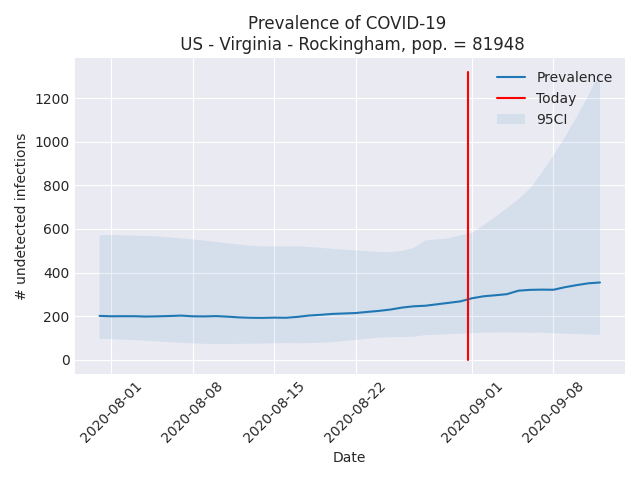 Prevalence of COVID-19
US - Virginia - Rockingham, pop. = 81948
Prevalence
Today
95CI
# undetected infections
1200
1000
800
600
400
200
0
2020-08-01
2020-08-08
2020-08-15
2020-08-22
2020-09-01
2020-09-08
Date